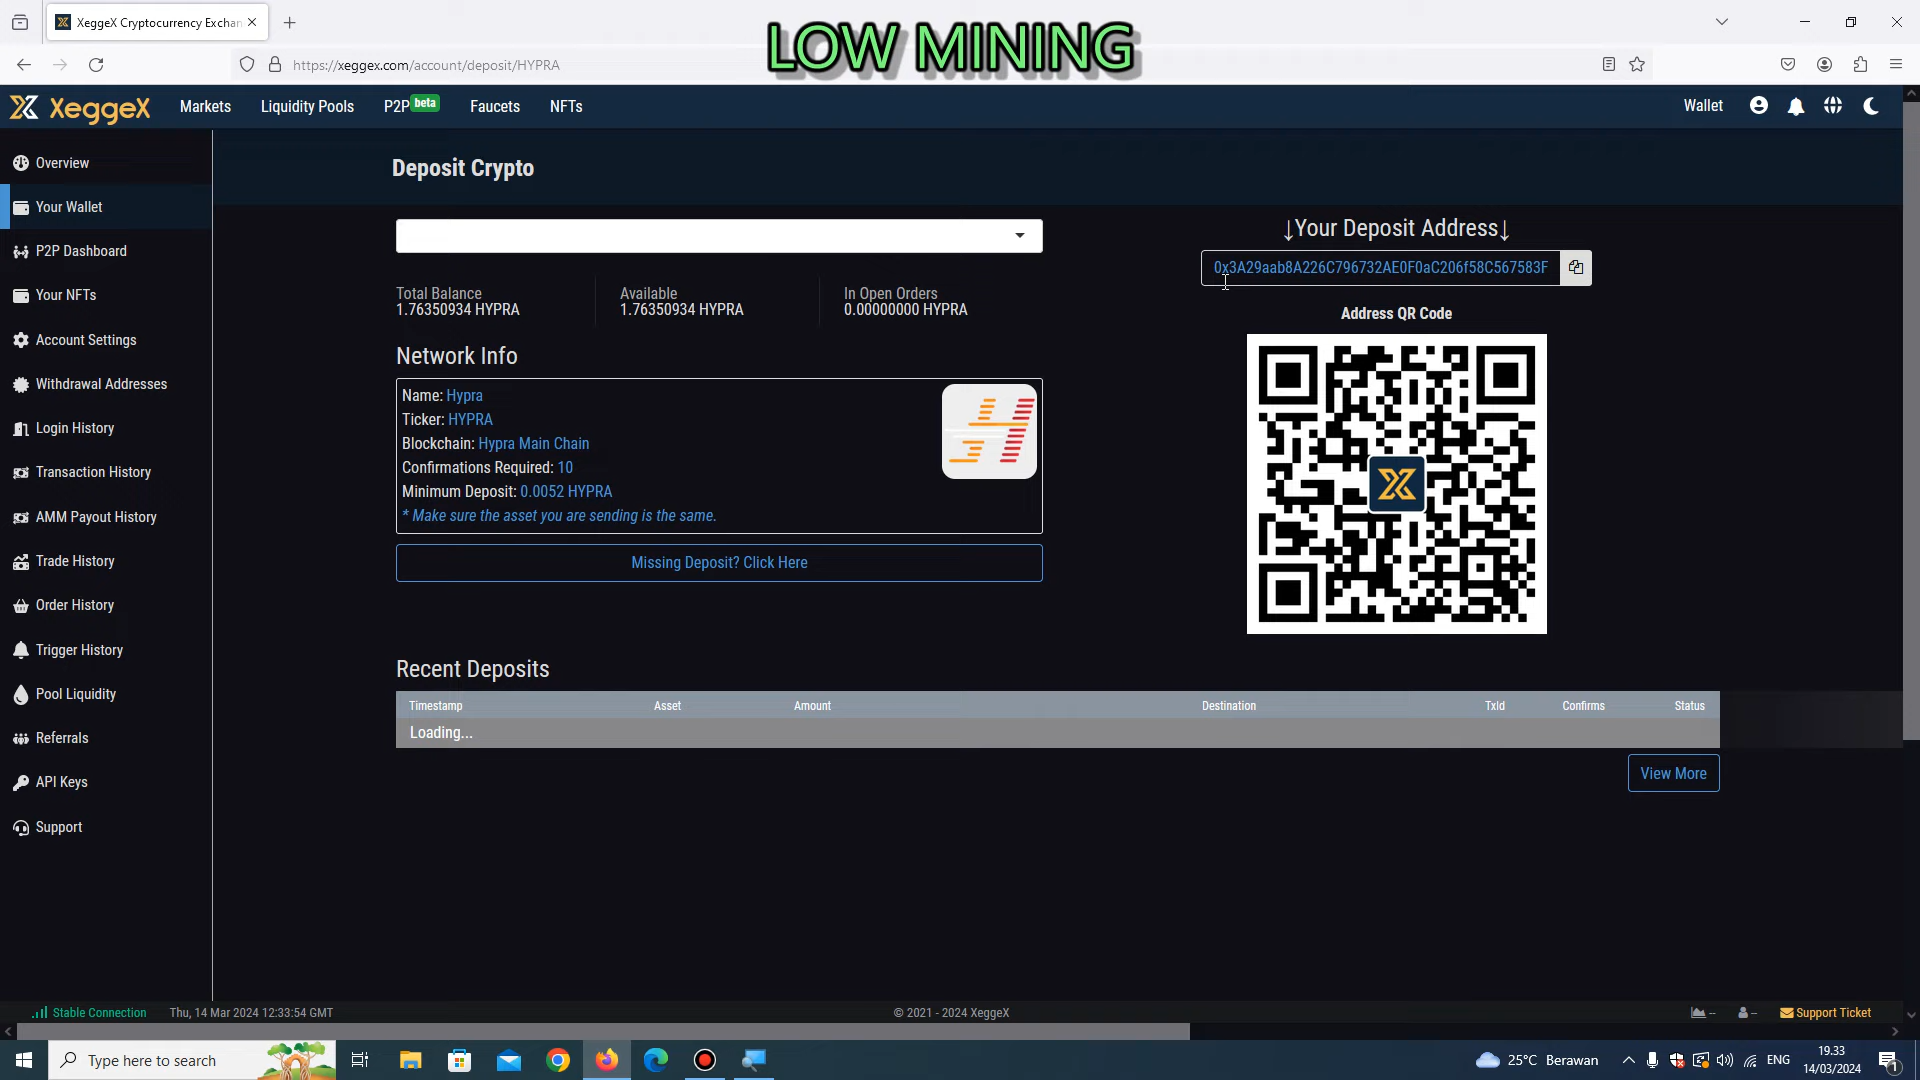 XeggeX Cryptocurrency Exchan
LOW MINING
https://xeggex.com/account/deposit/HYPRA
XeggeX
Markets
Liquidity Pools
P2P beta
Faucets
NFTs
Wallet
Overview
Your Wallet
P2P Dashboard
Your NFTs
Account Settings
Withdrawal Addresses
Login History
Transaction History
AMM Payout History
Trade History
Order History
Trigger History
Pool Liquidity
Referrals
API Keys
Support
Deposit Crypto
Total Balance
1.76350934 HYPRA
Available
1.76350934 HYPRA
In Open Orders
0.00000000 HYPRA
Network Info
Name: Hypra
Ticker: HYPRA
Blockchain: Hypra Main Chain
Confirmations Required: 10
Minimum Deposit: 0.0052 HYPRA
* Make sure the asset you are sending is the same.
Missing Deposit? Click Here
↓Your Deposit Address↓
0x3A29aab8A226C796732AE0F0aC206f58C567583F
Address QR Code
Recent Deposits
Timestamp Asset Amount Destination TxId Confirms Status
Loading...
View More
Stable Connection
Thu, 14 Mar 2024 12:33:54 GMT
© 2021 - 2024 XeggeX
--
--
Support Ticket
Type here to search
25°C Berawan
ENG
19.33
14/03/2024
1